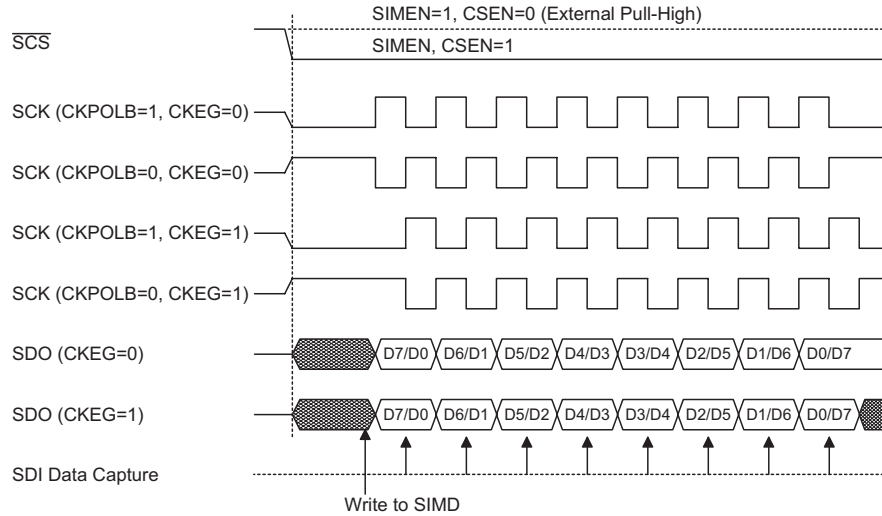 SIMEN=1, CSEN=0 (External Pull-High)
SCS
SIMEN, CSEN=1
SCK (CKPOLB=1, CKEG=0)
SCK (CKPOLB=0, CKEG=0)
SCK (CKPOLB=1, CKEG=1)
SCK (CKPOLB=0, CKEG=1)
SDO (CKEG=0) D7/D0 D6/D1 D5/D2 D4/D3 D3/D4 D2/D5 D1/D6 D0/D7
SDO (CKEG=1) D7/D0 D6/D1 D5/D2 D4/D3 D3/D4 D2/D5 D1/D6 D0/D7
SDI Data Capture
Write to SIMD